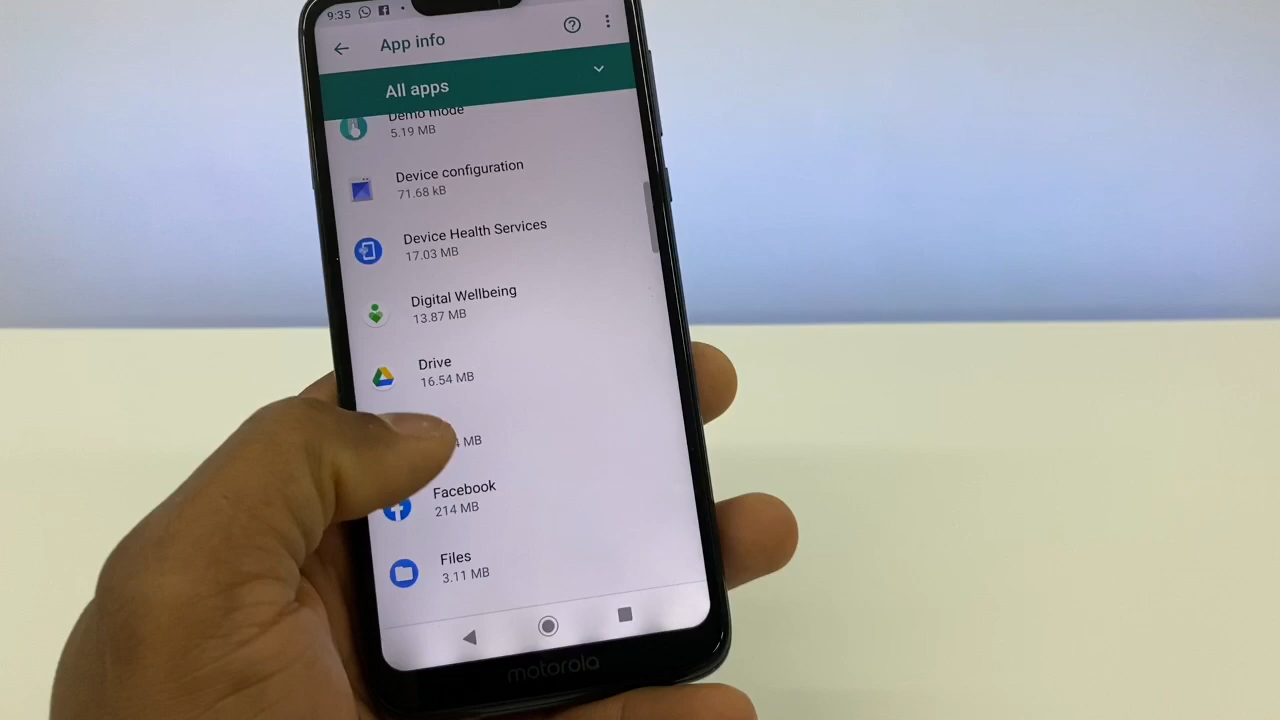 9:35
App info
All apps
Demo mode
5.19 MB
Device configuration
71.68 kB
Device Health Services
17.03 MB
Digital Wellbeing
13.87 MB
Drive
16.54 MB
MB
Facebook
214 MB
Files
3.11 MB
motorola